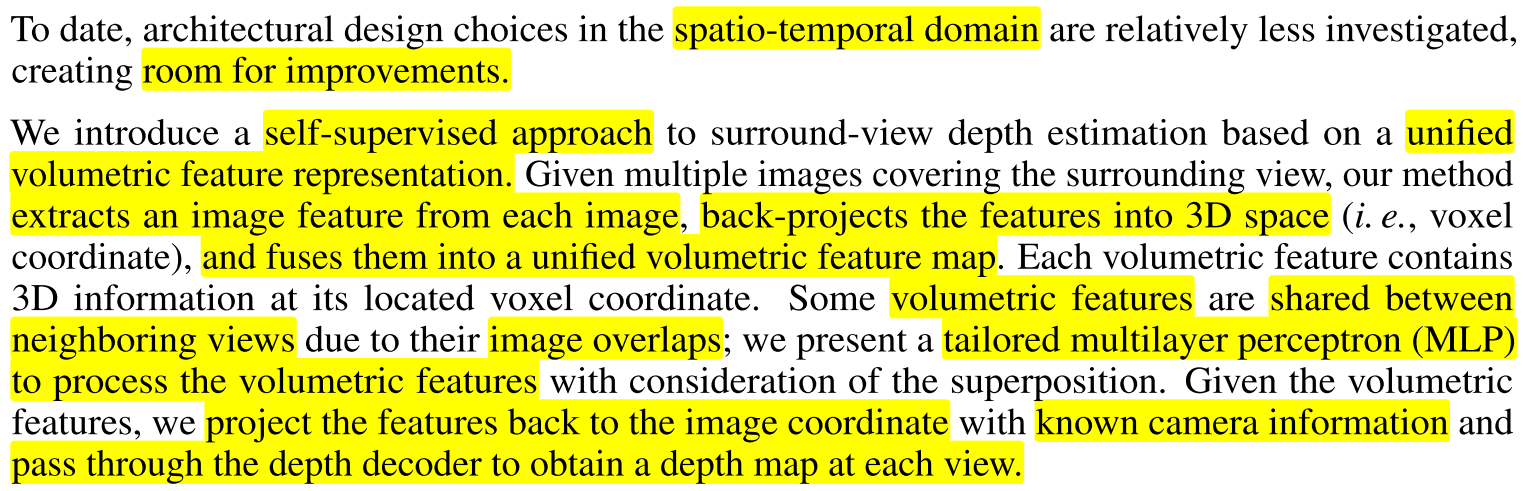 To date, architectural design choices in the spatio-temporal domain are relatively less investigated,
creating room for improvements.
We introduce a self-supervised approach to surround-view depth estimation based on a unified
volumetric feature representation. Given multiple images covering the surrounding view, our method
extracts an image feature from each image, back-projects the features into 3D space (i. e., voxel
coordinate), and fuses them into a unified volumetric feature map. Each volumetric feature contains
3D information at its located voxel coordinate. Some volumetric features are shared between
neighboring views due to their image overlaps; we present a tailored multilayer perceptron (MLP)
to process the volumetric features with consideration of the superposition. Given the volumetric
features, we project the features back to the image coordinate with known camera information and
pass through the depth decoder to obtain a depth map at each view.